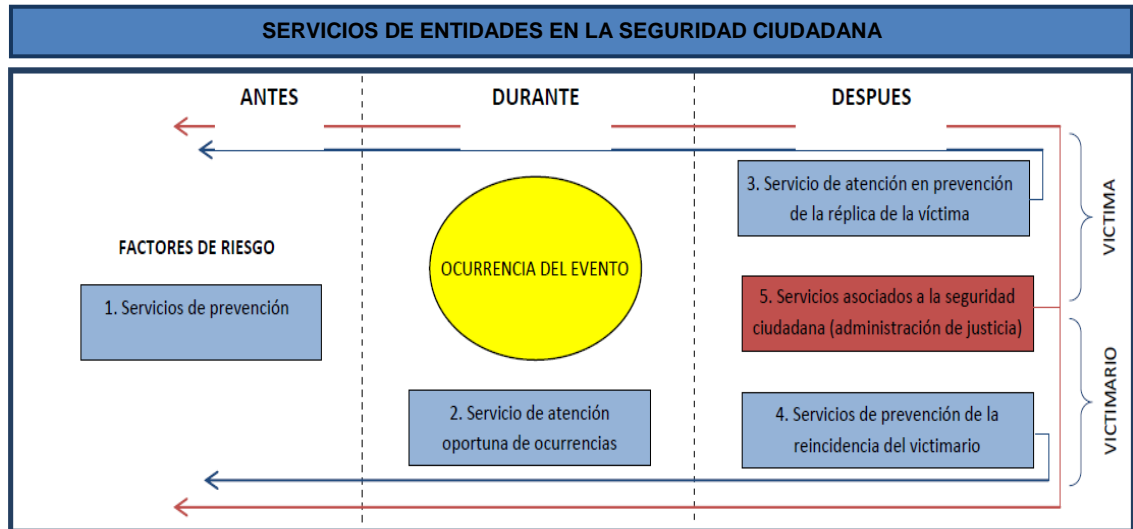 SERVICIOS DE ENTIDADES EN LA SEGURIDAD CIUDADANA
ANTES
DURANTE
DESPUES
FACTORES DE RIESGO
1. Servicios de prevención
OCURRENCIA DEL EVENTO
2. Servicio de atención
oportuna de ocurrencias
3. Servicio de atención en prevención
de la réplica de la víctima
5. Servicios asociados a la seguridad
ciudadana (administración de justicia)
4. Servicios de prevención de la
reincidencia del victimario
VICTIMA
VICTIMARIO